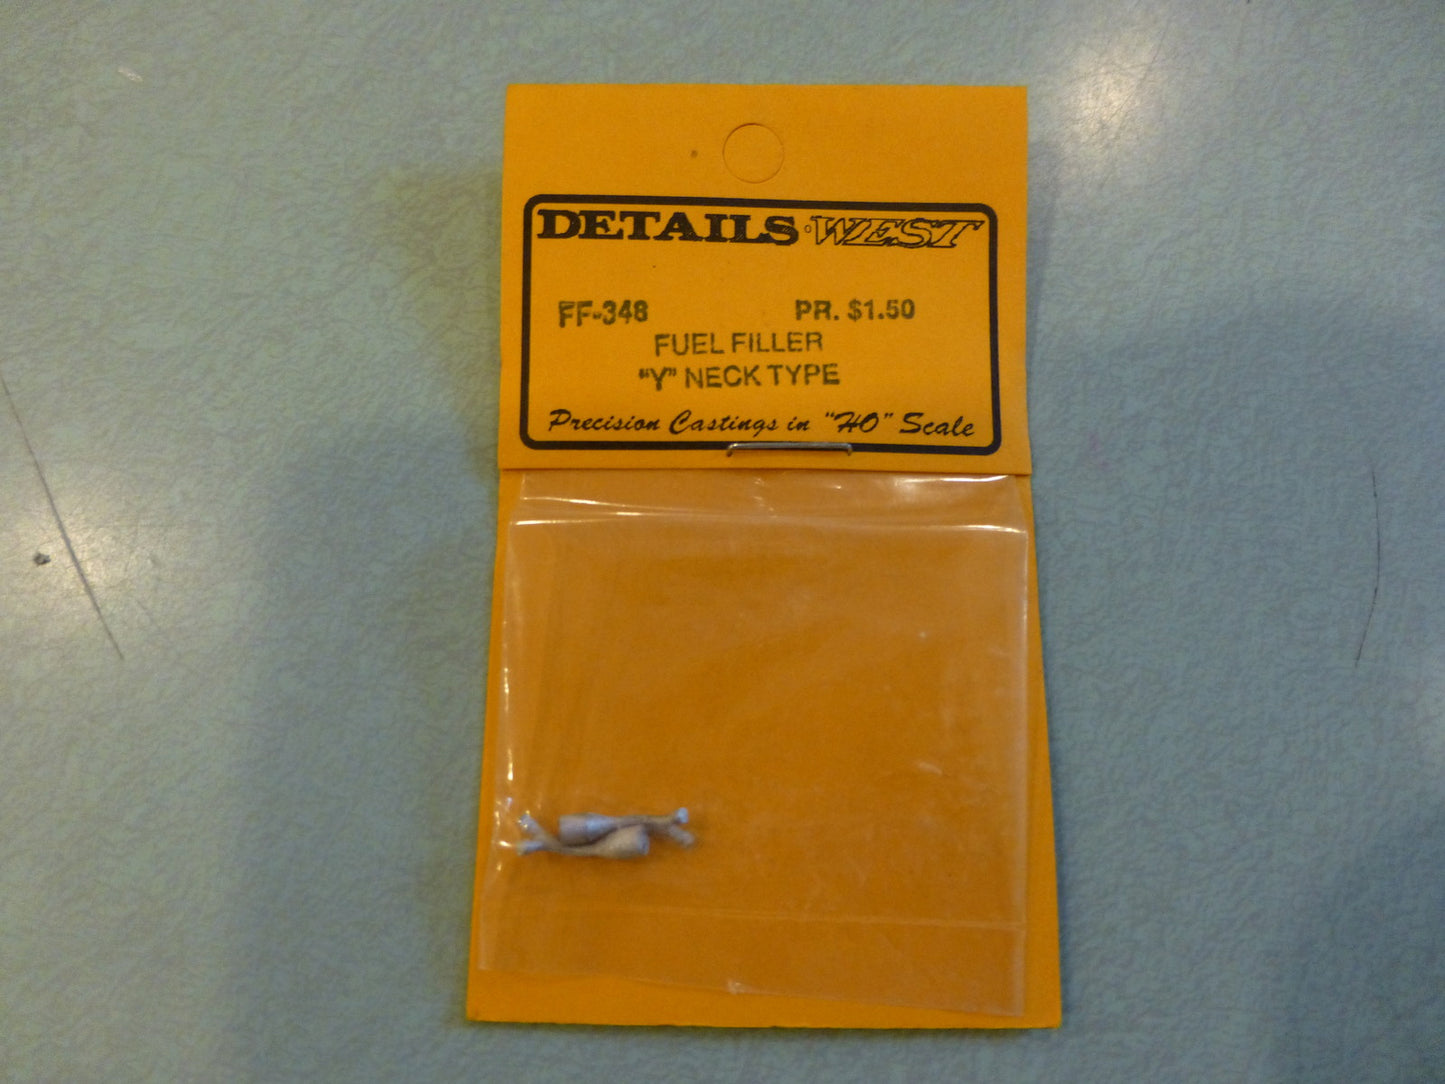 DETAILS WEST
FF-348 PR. $1.50
FUEL FILLER
"Y" NECK TYPE
Precision Castings in "HO" Scale